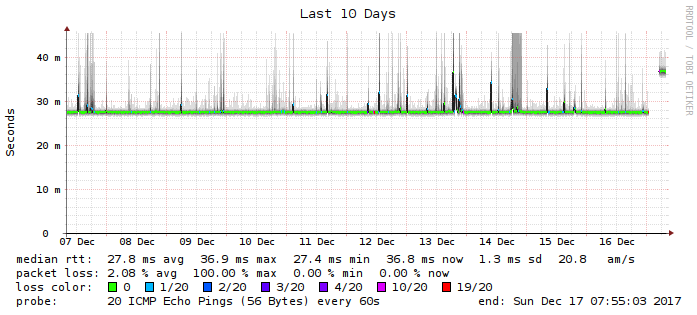 Last 10 Days
RRDTOOL / TOBI OETIKER
Seconds
40 m
30 m
20 m
10 m
0
07 Dec 08 Dec 09 Dec 10 Dec 11 Dec 12 Dec 13 Dec 14 Dec 15 Dec 16 Dec
median rtt: 27.8 ms avg 36.9 ms max 27.4 ms min 36.8 ms now 1.3 ms sd 20.8 am/s
packet loss: 2.08 % avg 100.00 % max 0.00 % min 0.00 % now
loss color: 0 1/20 2/20 3/20 4/20 10/20 19/20
probe: 20 ICMP Echo Pings (56 Bytes) every 60s end: Sun Dec 17 07:55:03 2017